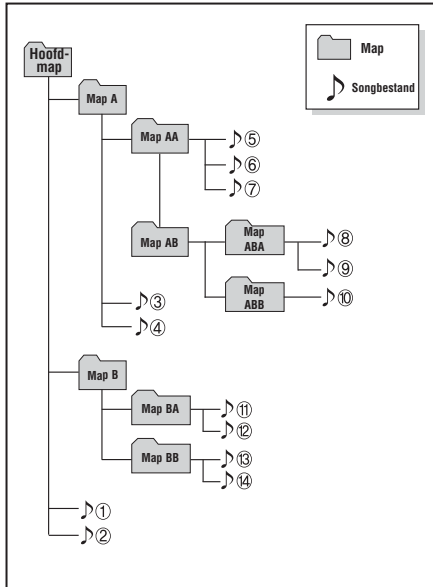 Hoofd-
map
Map
Songbestand
Map A
Map AA
♪⑤
♪⑥
♪⑦
Map AB
Map
ABA
♪⑧
♪⑨
Map
ABB
♪⑩
♪③
♪④
Map B
Map BA
♪⑪
♪⑫
Map BB
♪⑬
♪⑭
♪①
♪②